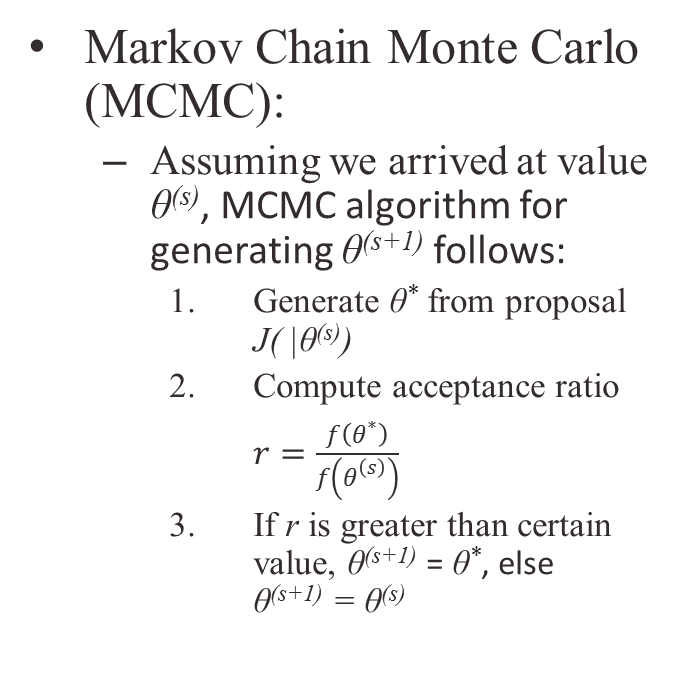 • Markov Chain Monte Carlo
(MCMC):
– Assuming we arrived at value
θ^(s), MCMC algorithm for
generating θ^(s+1) follows:
1. Generate θ* from proposal
J( |θ^(s))
2. Compute acceptance ratio
r = f(θ*) / f(θ^(s))
3. If r is greater than certain
value, θ^(s+1) = θ*, else
θ^(s+1) = θ^(s)